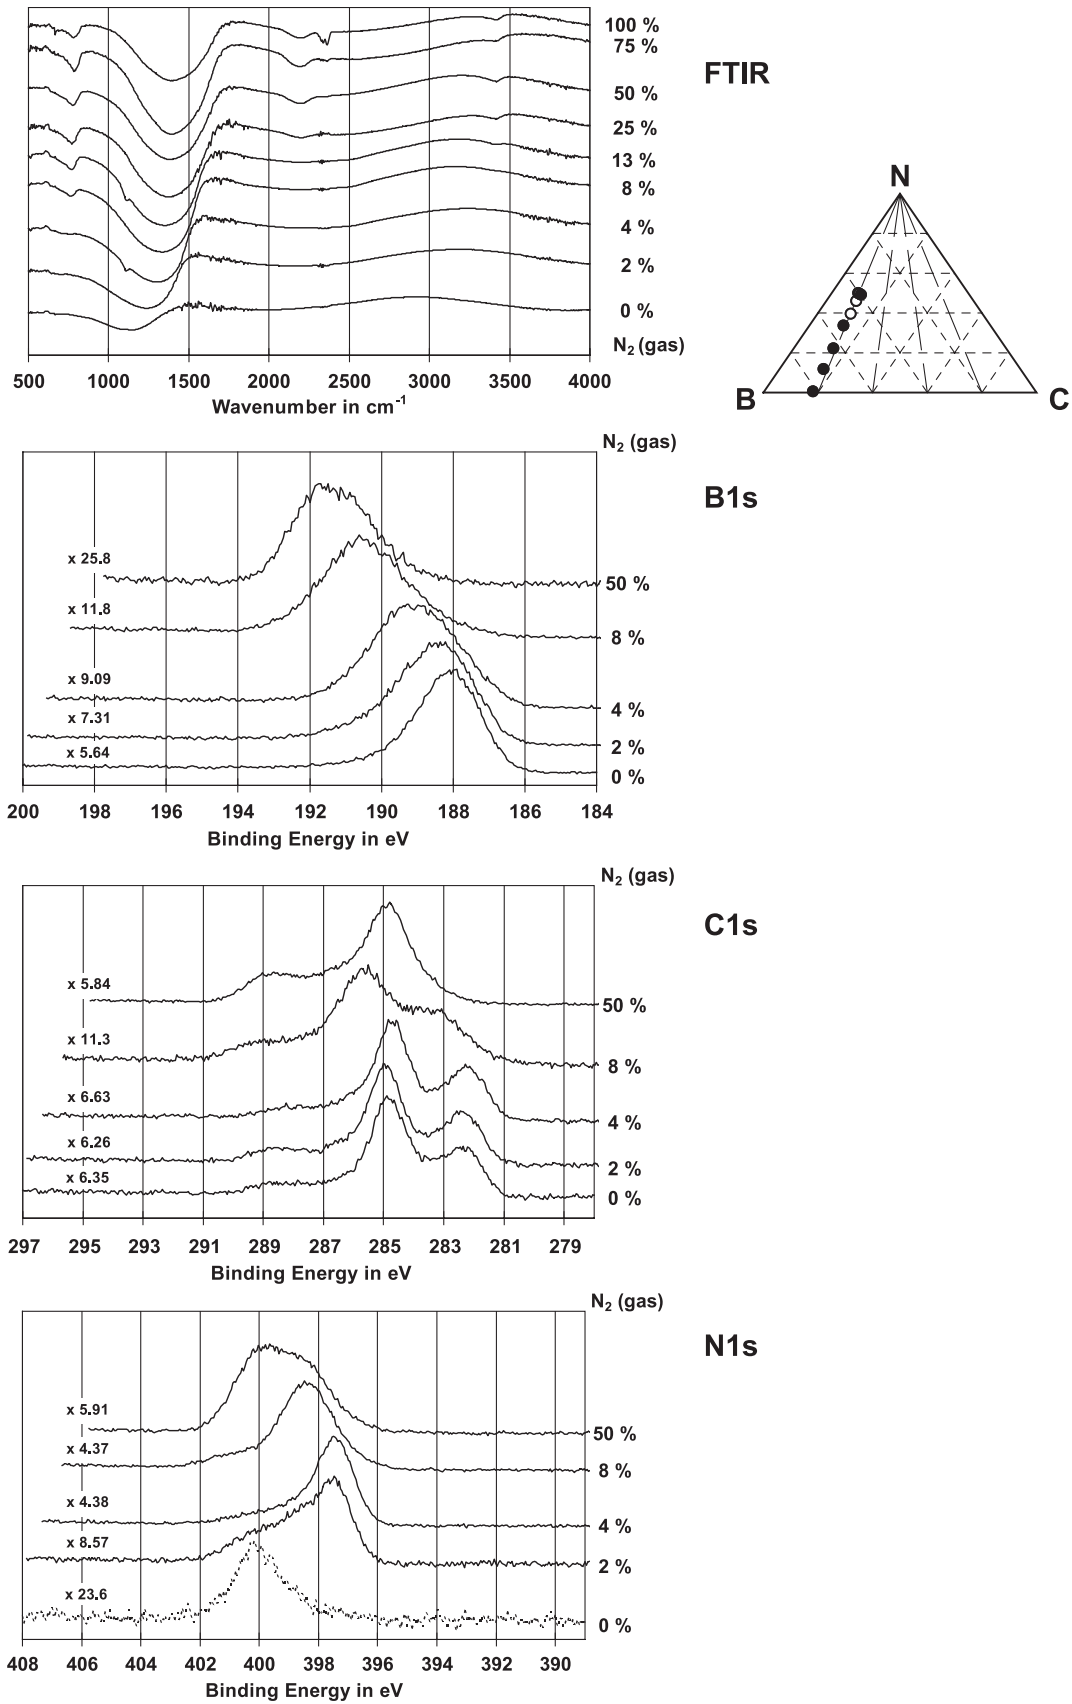 100 %
75 %
50 %
25 %
13 %
8 %
4 %
2 %
0 %
N2 (gas)
500 1000 1500 2000 2500 3000 3500 4000
Wavenumber in cm-1
FTIR
N
B C
N2 (gas)
B1s
x 25.8
50 %
x 11.8
8 %
x 9.09
4 %
x 7.31
2 %
x 5.64
0 %
200 198 196 194 192 190 188 186 184
Binding Energy in eV
N2 (gas)
C1s
x 5.84
50 %
x 11.3
8 %
x 6.63
4 %
x 6.26
2 %
x 6.35
0 %
297 295 293 291 289 287 285 283 281 279
Binding Energy in eV
N2 (gas)
N1s
x 5.91
50 %
x 4.37
8 %
x 4.38
4 %
x 8.57
2 %
x 23.6
0 %
408 406 404 402 400 398 396 394 392 390
Binding Energy in eV